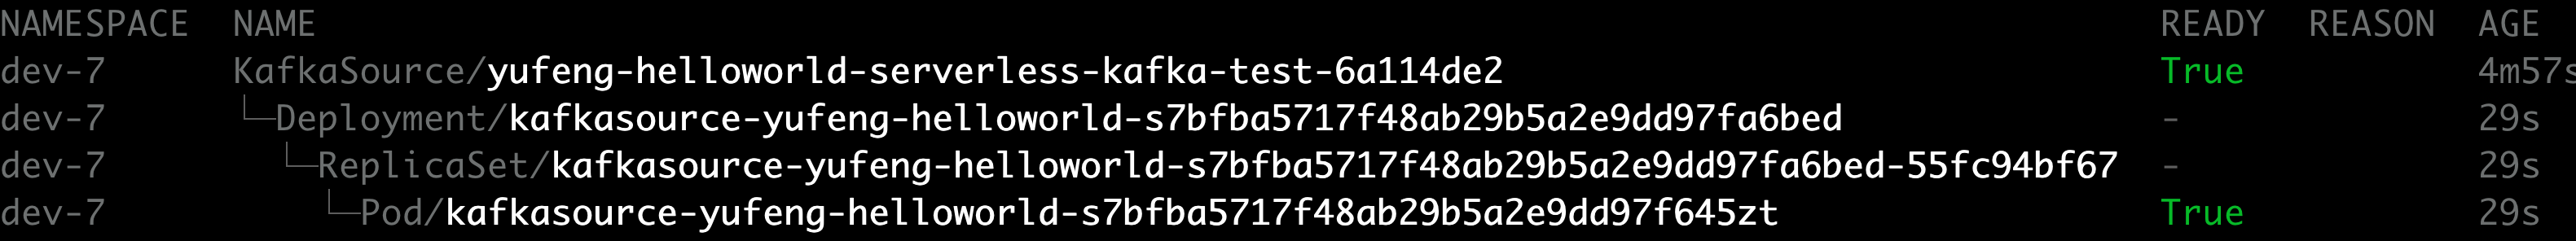 NAMESPACE NAME READY REASON AGE
dev-7 KafkaSource/yufeng-helloworld-serverless-kafka-test-6a114de2 True 4m57s
dev-7 └─Deployment/kafkasource-yufeng-helloworld-s7bfba5717f48ab29b5a2e9dd97fa6bed - 29s
dev-7 └─ReplicaSet/kafkasource-yufeng-helloworld-s7bfba5717f48ab29b5a2e9dd97fa6bed-55fc94bf67 - 29s
dev-7 └─Pod/kafkasource-yufeng-helloworld-s7bfba5717f48ab29b5a2e9dd97f645zt True 29s